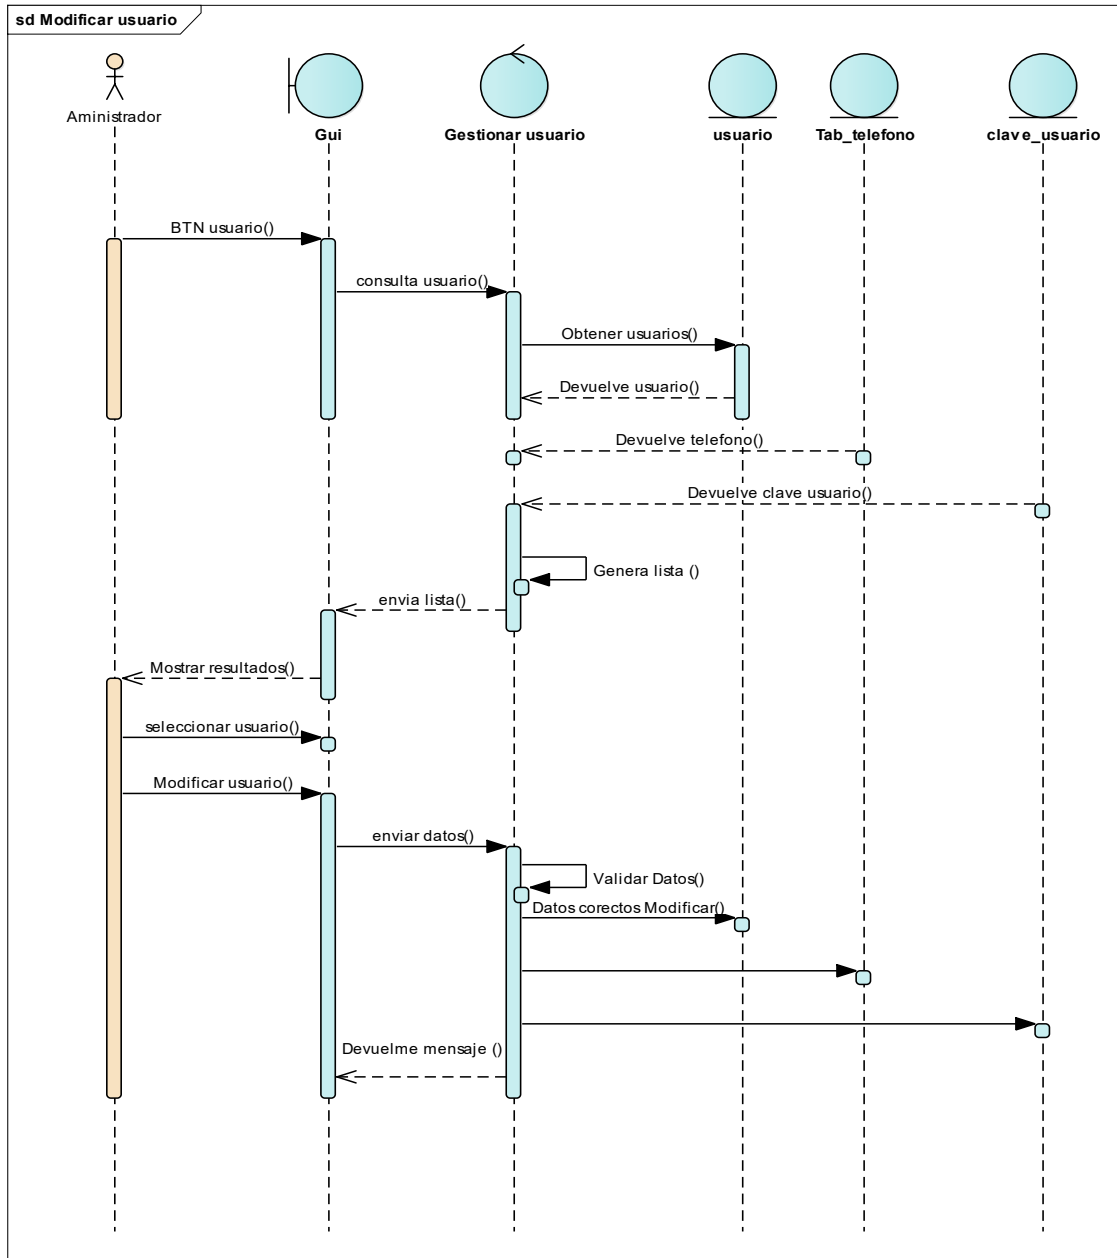 sd Modificar usuario
Aministrador
Gui
Gestionar usuario
usuario
Tab_telefono
clave_usuario
BTN usuario()
consulta usuario()
Obtener usuarios()
Devuelve usuario()
Devuelve telefono()
Devuelve clave usuario()
Genera lista ()
envia lista()
Mostrar resultados()
seleccionar usuario()
Modificar usuario()
enviar datos()
Validar Datos()
Datos corectos Modificar()
Devuelme mensaje ()